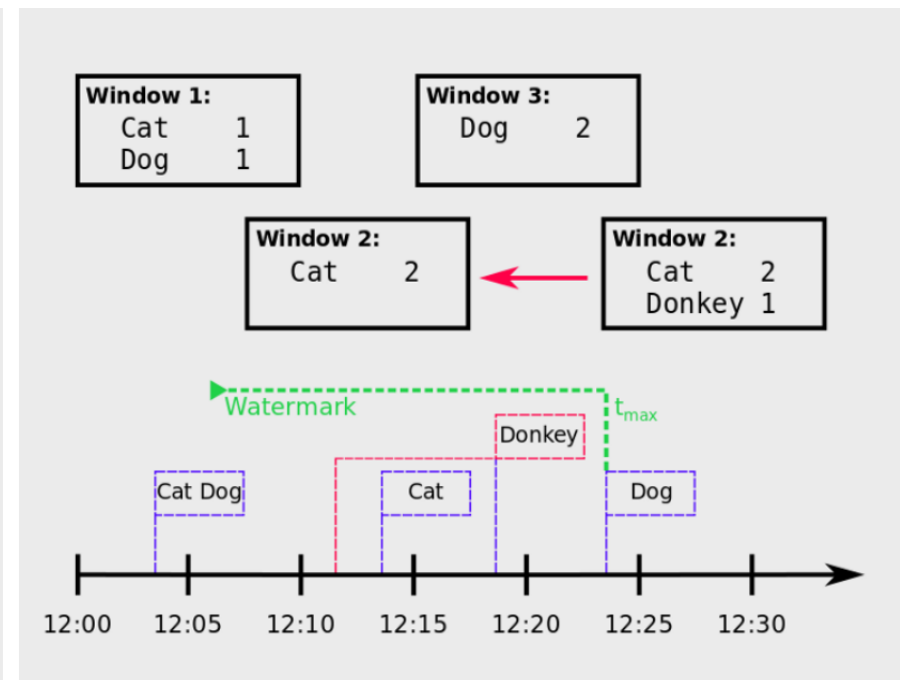 Window 1:
Cat 1
Dog 1
Window 3:
Dog 2
Window 2:
Cat 2
Window 2:
Cat 2
Donkey 1
Watermark
tmax
Donkey
Cat Dog
Cat
Dog
12:00 12:05 12:10 12:15 12:20 12:25 12:30